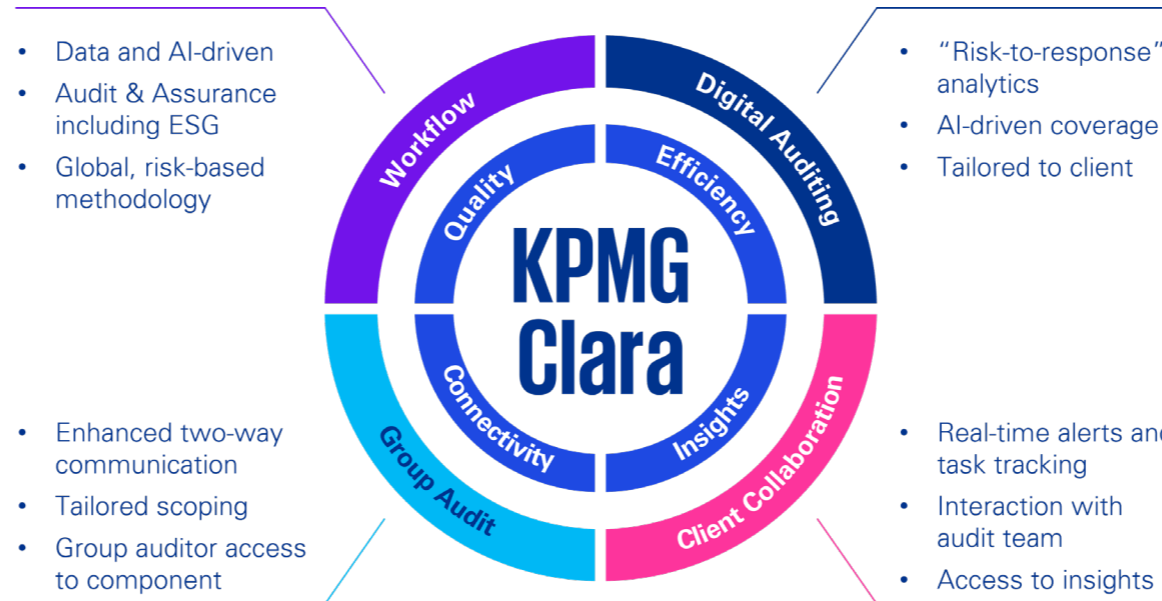 • Data and AI-driven
• Audit & Assurance
including ESG
• Global, risk-based
methodology
• “Risk-to-response”
analytics
• AI-driven coverage
• Tailored to client
Workflow
Digital Auditing
Quality
Efficiency
KPMG
Clara
Connectivity
Insights
Group Audit
Client Collaboration
• Enhanced two-way
communication
• Tailored scoping
• Group auditor access
to component
• Real-time alerts and
task tracking
• Interaction with
audit team
• Access to insights